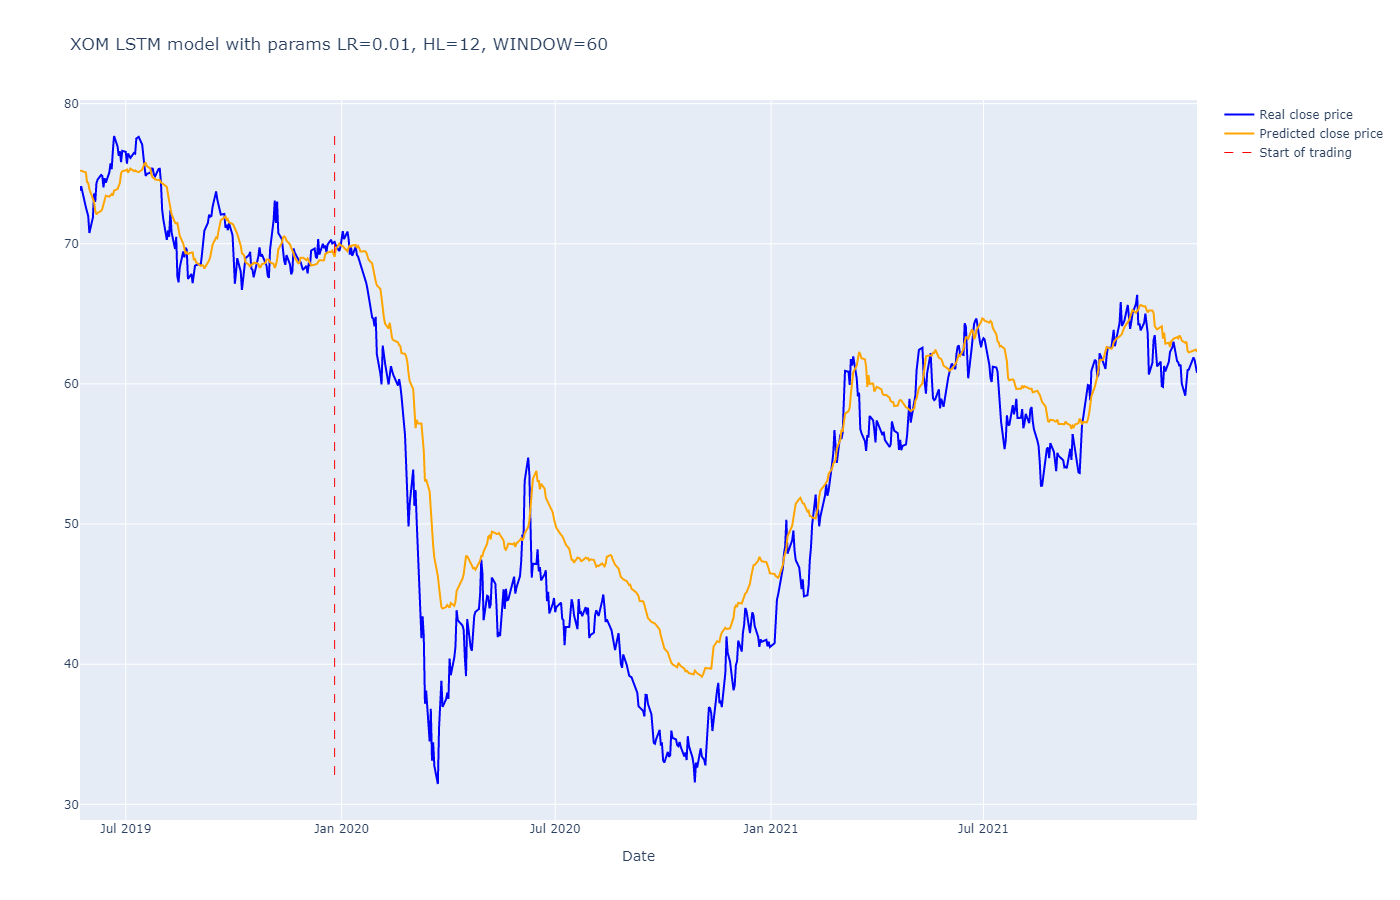 XOM LSTM model with params LR=0.01, HL=12, WINDOW=60
Real close price
Predicted close price
Start of trading
80
70
60
50
40
30
Jul 2019
Jan 2020
Jul 2020
Jan 2021
Jul 2021
Date